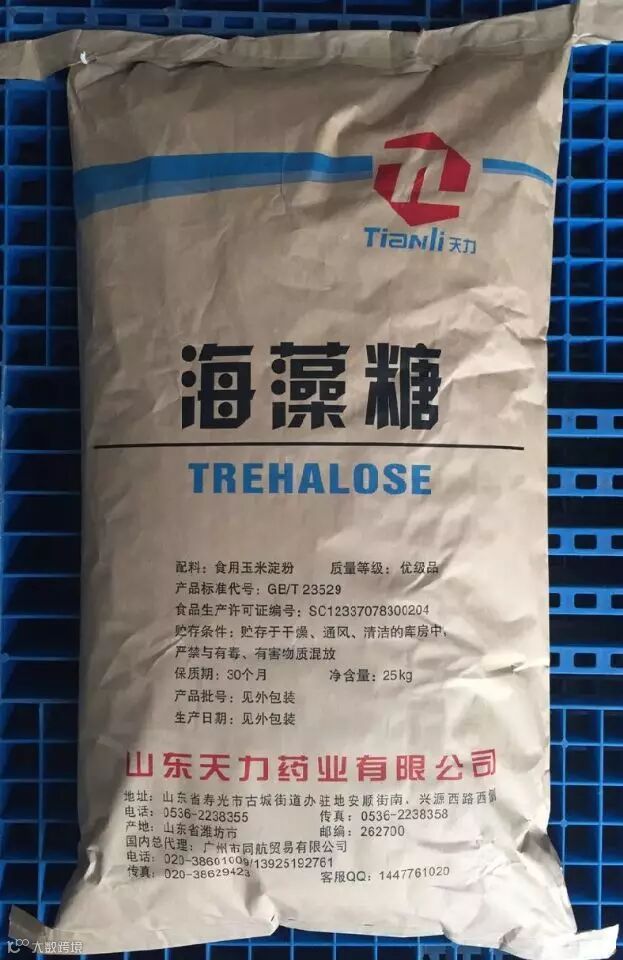 Tianli 天力
海藻糖
TREHALOSE
配料: 食用玉米淀粉 质量等级: 优级品
产品标准代号: GB/T 23529
食品生产许可证编号: SC12337078300204
贮存条件: 贮存于干燥、通风、清洁的库房中,
严禁与有毒、有害物质混放
保质期: 30个月 净含量: 25kg
产品批号: 见外包装
生产日期: 见外包装
山东天力药业有限公司
地址: 山东省寿光市古城街道办驻地安顺街南、兴源西路西侧
电话: 0536-2238355 传真: 0536-2238358
产地: 山东省潍坊市 邮编: 262700
国内总代理: 广州市同航贸易有限公司
电话: 020-38601009/13925192761
传真: 020-38629423 客服QQ: 1447761020
大数跨境